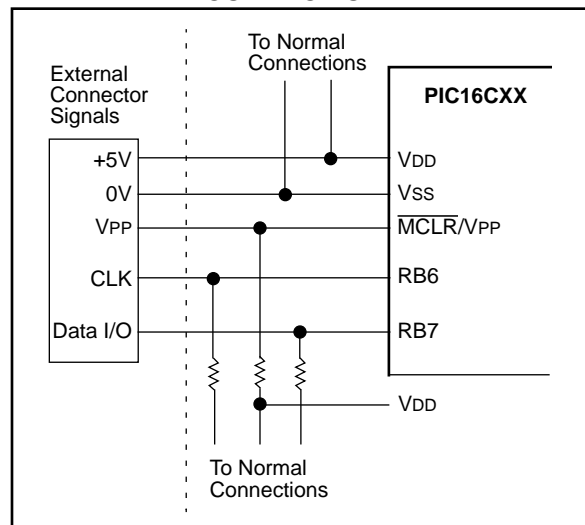 To Normal
Connections
External
Connector
Signals
PIC16CXX
+5V
VDD
0V
VSS
VPP
MCLR/VPP
CLK
RB6
Data I/O
RB7
VDD
To Normal
Connections